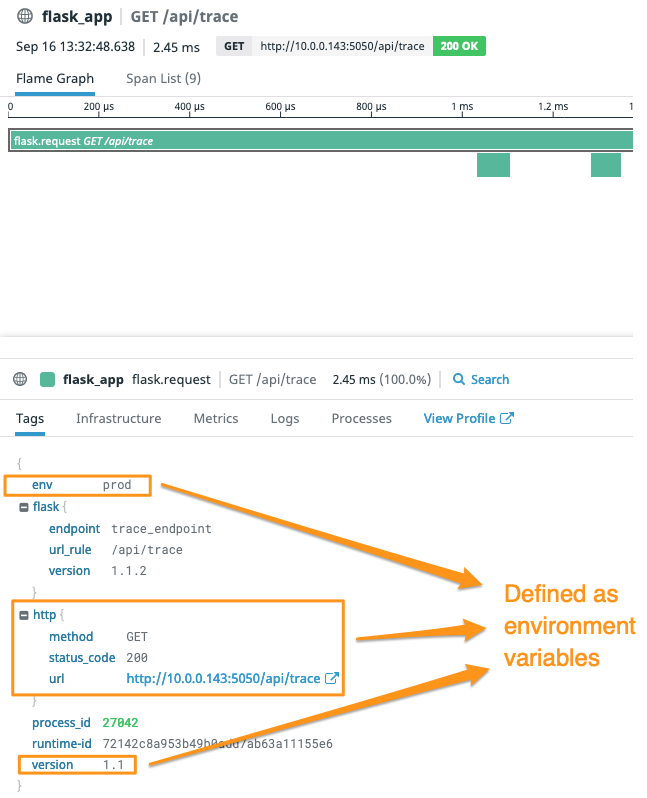 flask_app GET /api/trace
Sep 16 13:32:48.638 2.45 ms GET http://10.0.0.143:5050/api/trace 200 OK
Flame Graph Span List (9)
0 200 µs 400 µs 600 µs 800 µs 1 ms 1.2 ms 1
flask.request GET /api/trace
flask_app flask.request GET /api/trace 2.45 ms (100.0%) Search
Tags Infrastructure Metrics Logs Processes View Profile
{
env prod
flask {
endpoint trace_endpoint
url_rule /api/trace
version 1.1.2
}
http {
method GET
status_code 200
url http://10.0.0.143:5050/api/trace
}
process_id 27042
runtime-id
version 1.1
}
Defined as
environment
variables